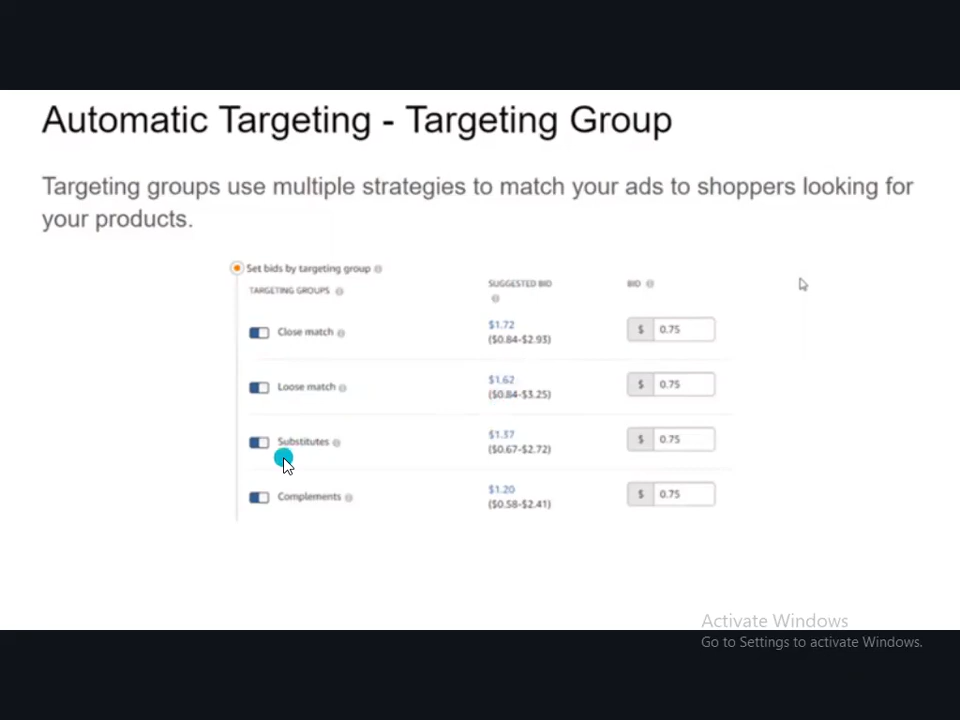 Automatic Targeting - Targeting Group
Targeting groups use multiple strategies to match your ads to shoppers looking for
your products.
Set bids by targeting group
TARGETING GROUPS SUGGESTED BID BID
Close match $1.72 $ 0.75
($0.84-$2.93)
Loose match $1.62 $ 0.75
($0.84-$3.25)
Substitutes $1.37 $ 0.75
($0.67-$2.72)
Complements $1.20 $ 0.75
($0.58-$2.41)
Activate Windows
Go to Settings to activate Windows.